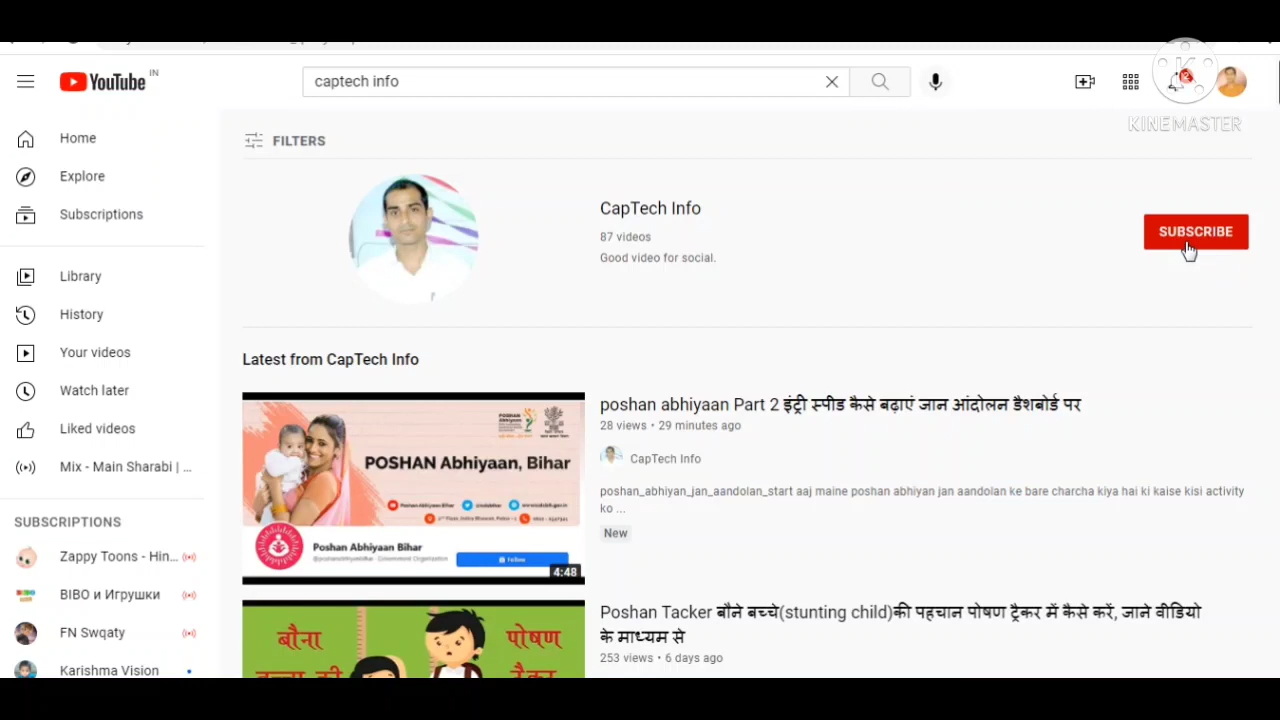 YouTube IN
captech info
KINEMASTER
Home
Explore
Subscriptions
Library
History
Your videos
Watch later
Liked videos
Mix - Main Sharabi | ...
SUBSCRIPTIONS
Zappy Toons - Hin...
BIBO и Игрушки
FN Swqaty
Karishma Vision
FILTERS
CapTech Info
87 videos
Good video for social.
SUBSCRIBE
Latest from CapTech Info
POSHAN Abhiyaan, Bihar
Poshan Abhiyaan Bihar
Follow
4:48
poshan abhiyaan Part 2 इंट्री स्पीड कैसे बढ़ाएं जान आंदोलन डैशबोर्ड पर
28 views • 29 minutes ago
CapTech Info
poshan_abhiyan_jan_aandolan_start aaj maine poshan abhiyan jan aandolan ke bare charcha kiya hai ki kaise kisi activity
ko ...
New
बौना पोषण
Poshan Tacker बौने बच्चे(stunting child)की पहचान पोषण ट्रैकर में कैसे करें, जाने वीडियो
के माध्यम से
253 views • 6 days ago